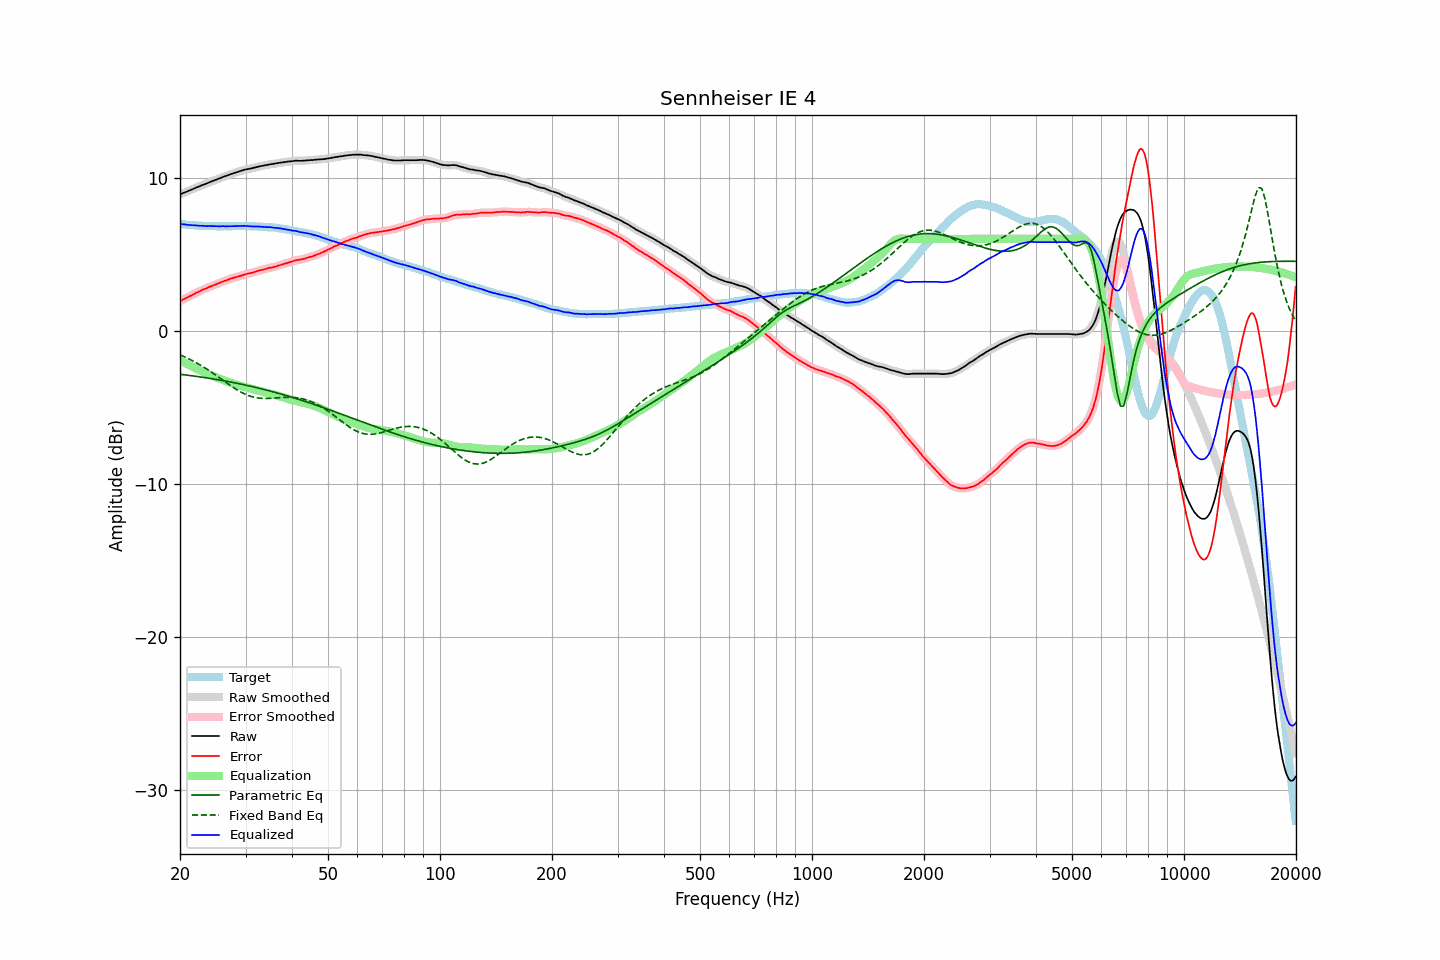 Sennheiser IE 4
Amplitude (dBr)
10
0
−10
−20
−30
Target
Raw Smoothed
Error Smoothed
Raw
Error
Equalization
Parametric Eq
Fixed Band Eq
Equalized
20 50 100 200 500 1000 2000 5000 10000 20000
Frequency (Hz)